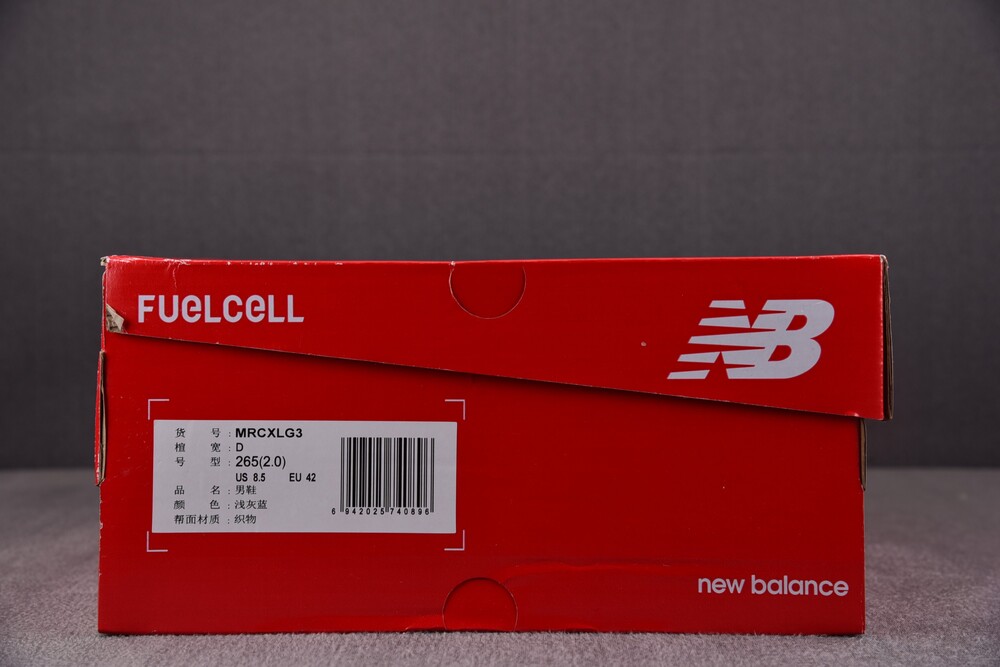 FUELCELL
NB
货 号 : MRCXLG3
楦 宽 : D
号 型 : 265(2.0)
US 8.5 EU 42
品 名 : 男鞋
颜 色 : 浅灰蓝
帮面材质 : 织物
6 942025 740896
new balance